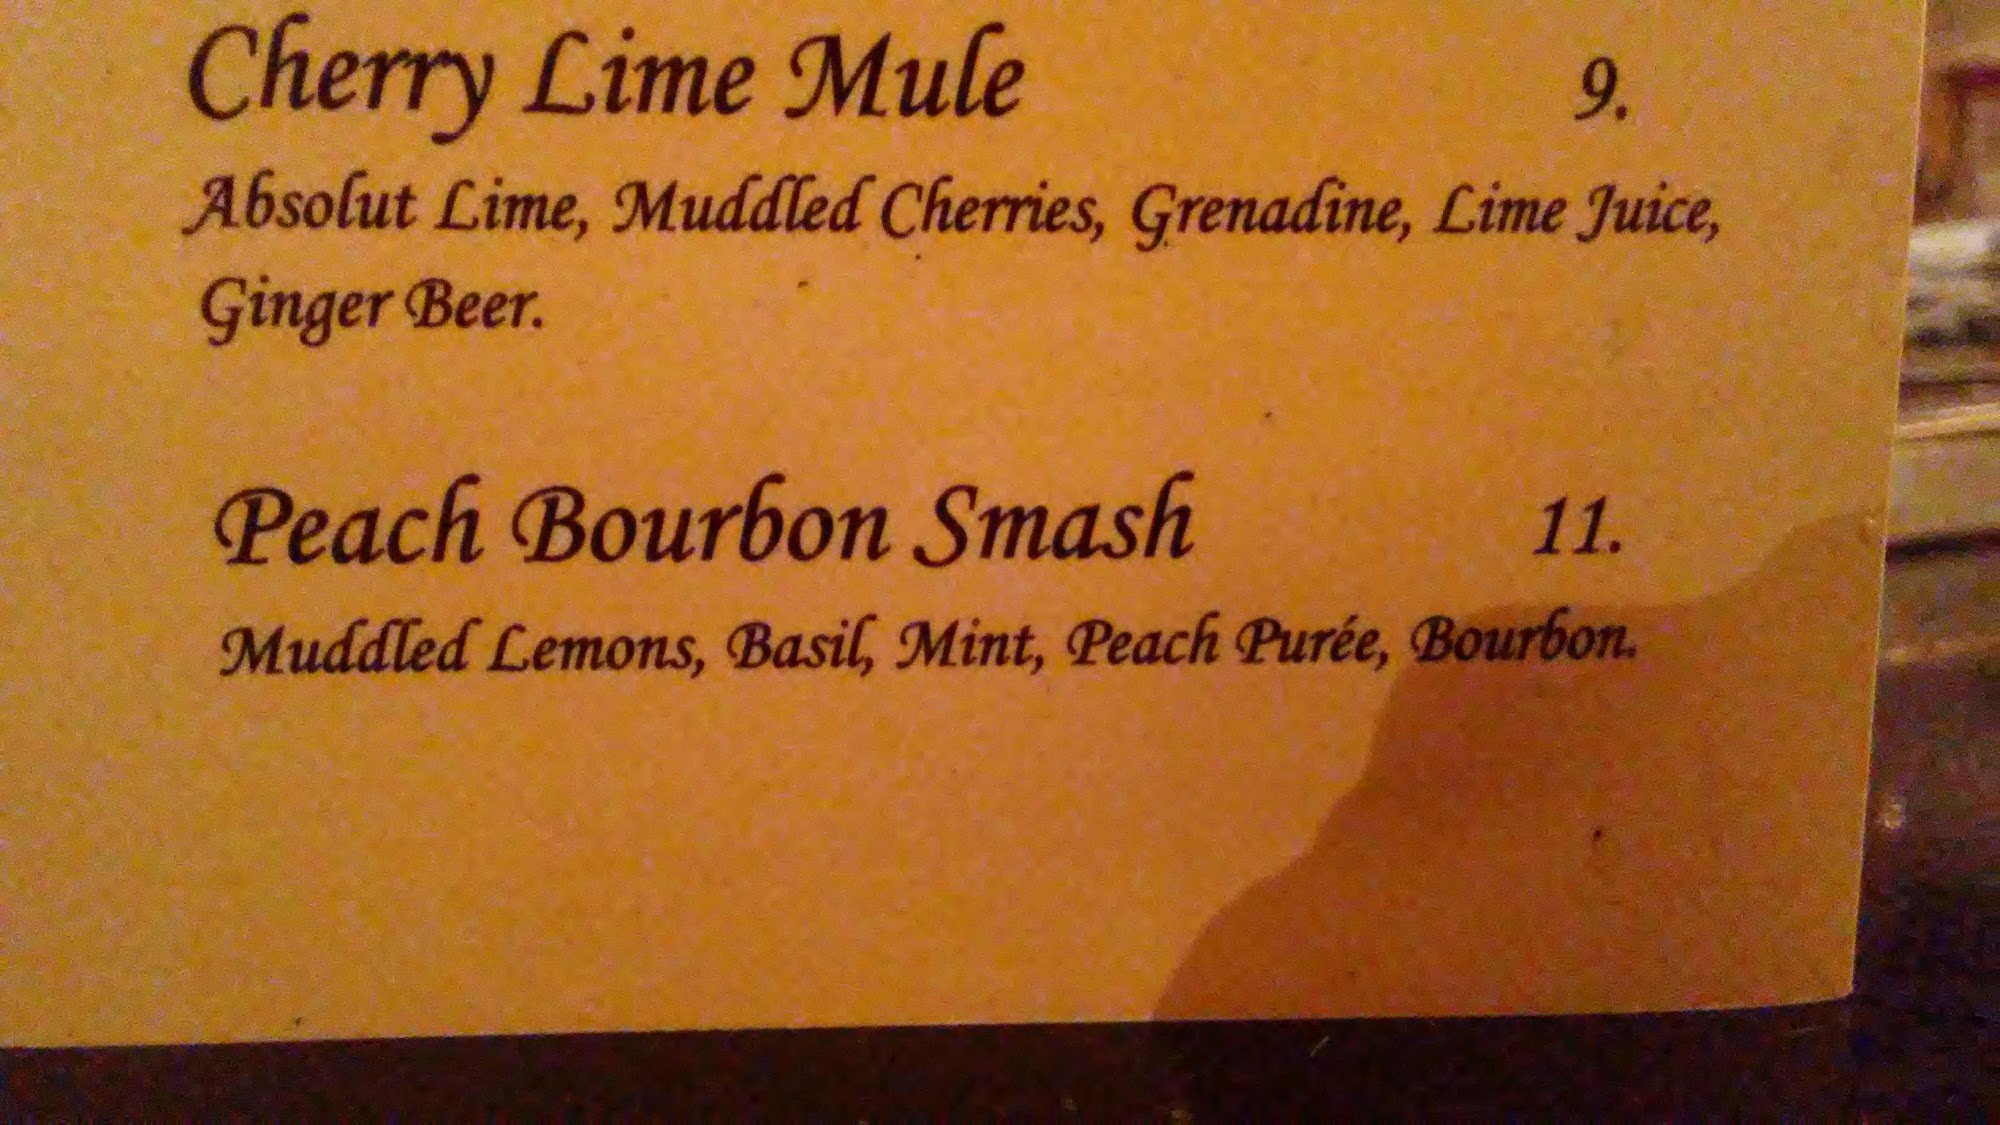 Cherry Lime Mule 9.
Absolut Lime, Muddled Cherries, Grenadine, Lime Juice,
Ginger Beer.
Peach Bourbon Smash 11.
Muddled Lemons, Basil, Mint, Peach Purée, Bourbon.